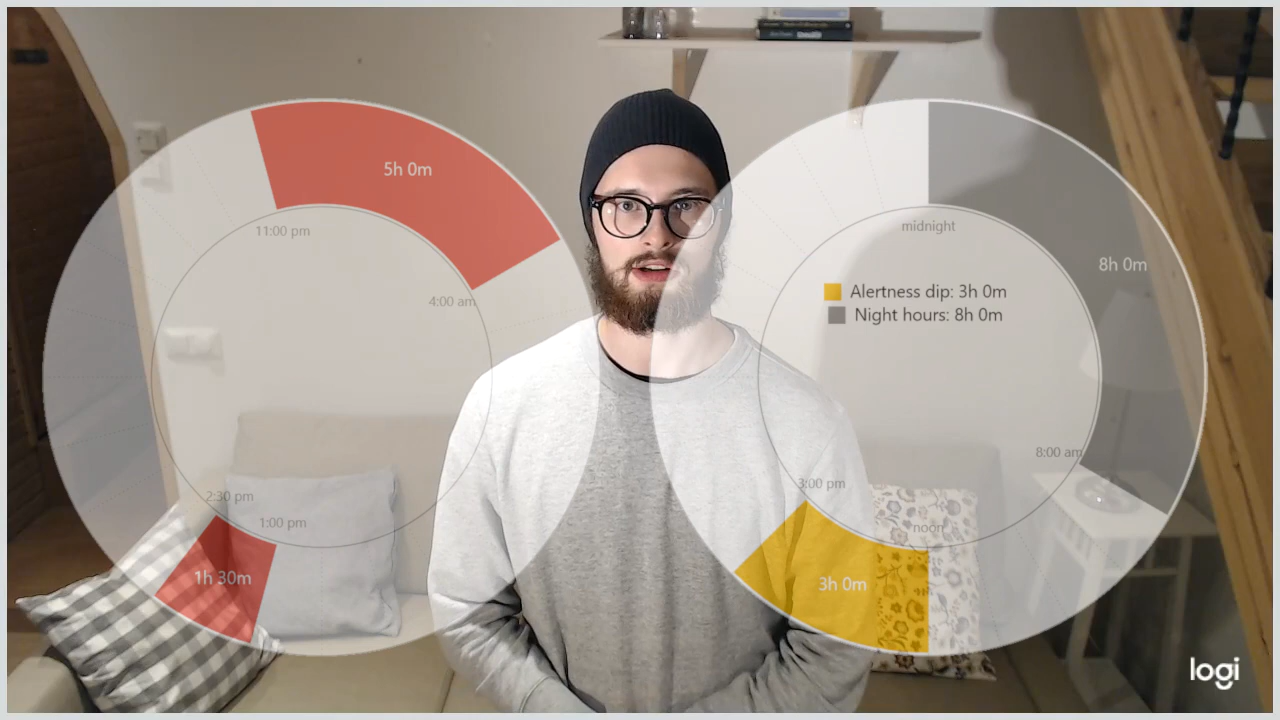 5h 0m
11:00 pm
4:00 am
2:30 pm
1:00 pm
1h 30m
midnight
8h 0m
Alertness dip: 3h 0m
Night hours: 8h 0m
8:00 am
3:00 pm
noon
3h 0m
logi